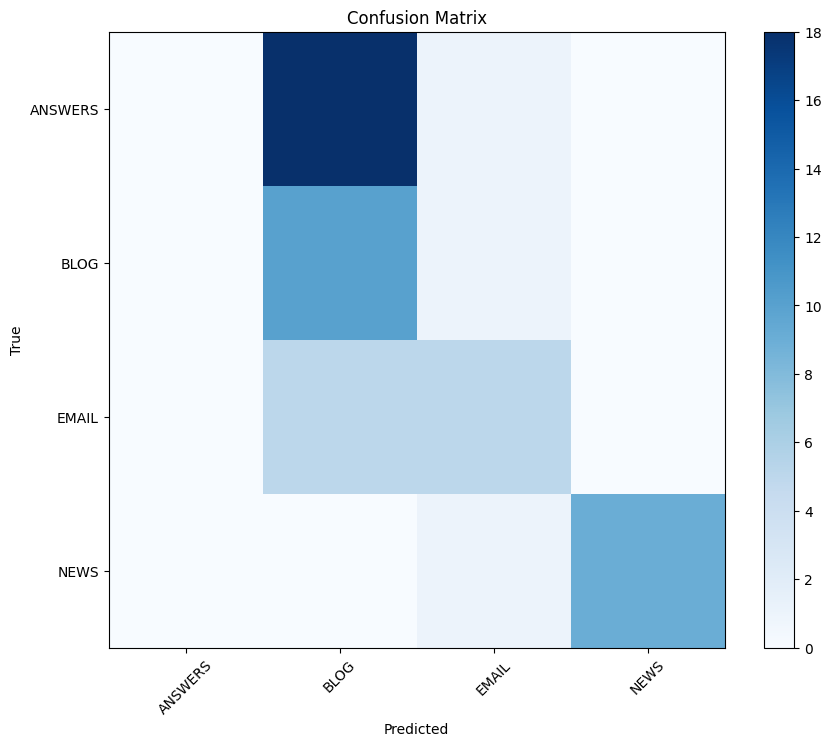 Confusion Matrix
True
ANSWERS
BLOG
EMAIL
NEWS
ANSWERS
BLOG
EMAIL
NEWS
Predicted
18
16
14
12
10
8
6
4
2
0